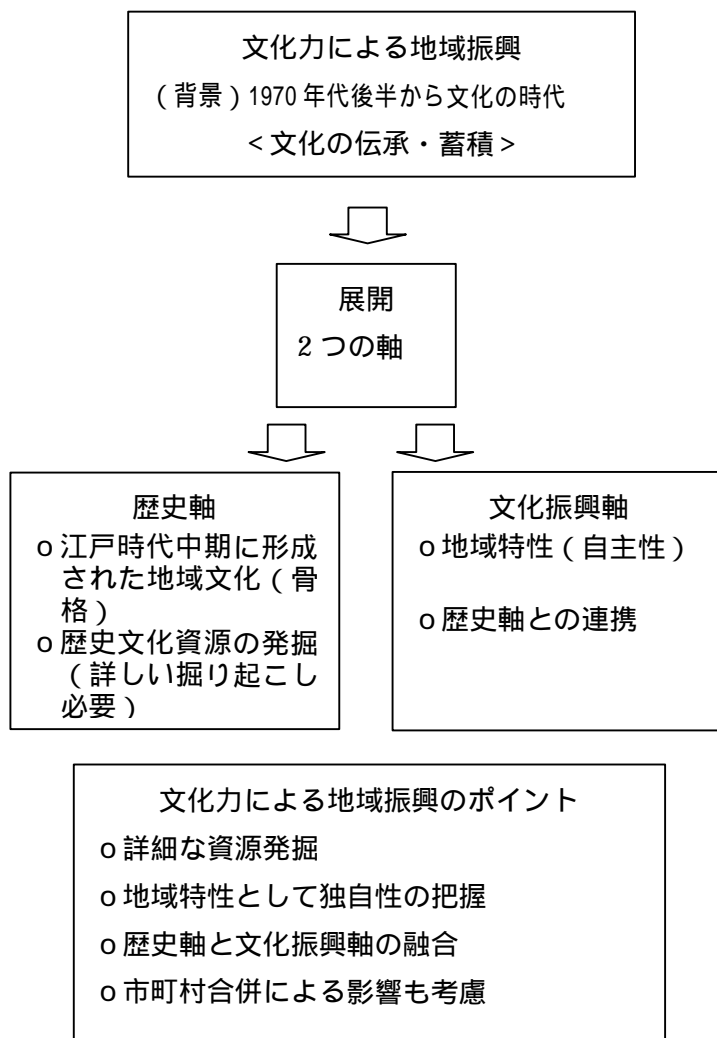 文化力による地域振興
（背景）1970年代後半から文化の時代
＜文化の伝承・蓄積＞
展開
２つの軸
歴史軸
o 江戸時代中期に形成
された地域文化（骨
格）
o 歴史文化資源の発掘
（詳しい掘り起こし
必要）
文化振興軸
o 地域特性（自主性）
o 歴史軸との連携
文化力による地域振興のポイント
o 詳細な資源発掘
o 地域特性として独自性の把握
o 歴史軸と文化振興軸の融合
o 市町村合併による影響も考慮